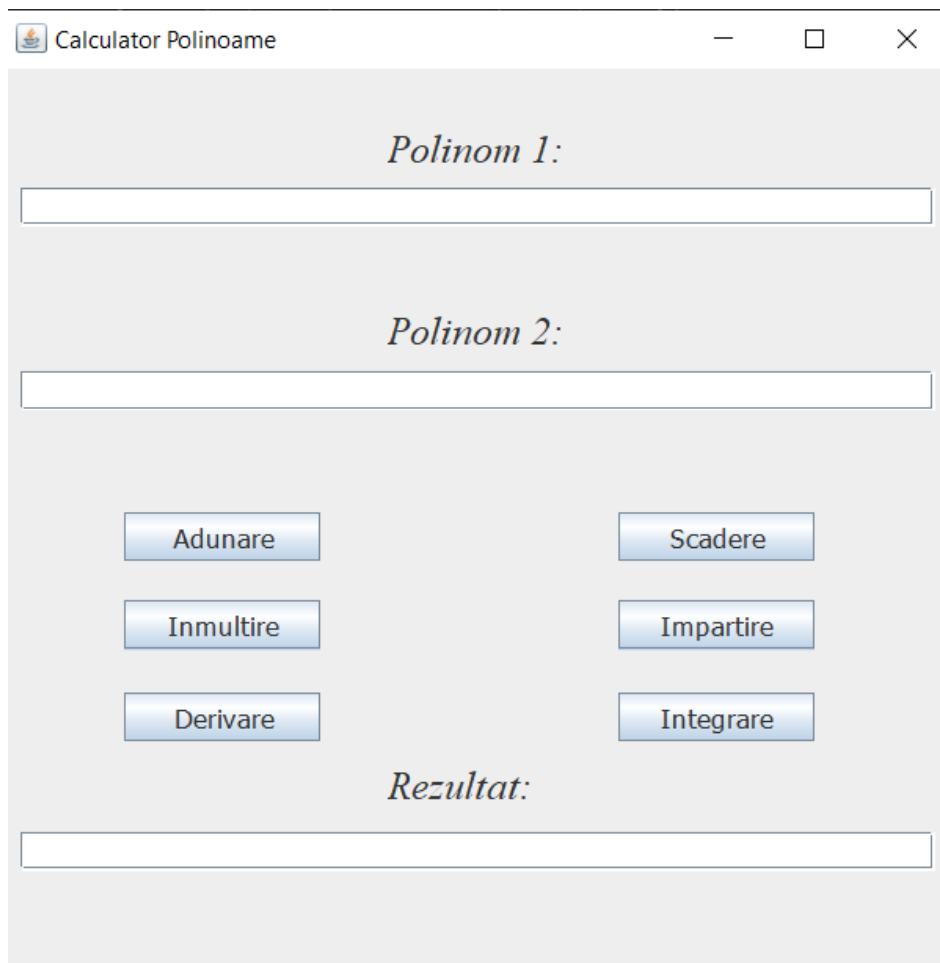 Calculator Polinoame
Polinom 1:
Polinom 2:
Adunare Scadere
Inmultire Impartire
Derivare Integrare
Rezultat: